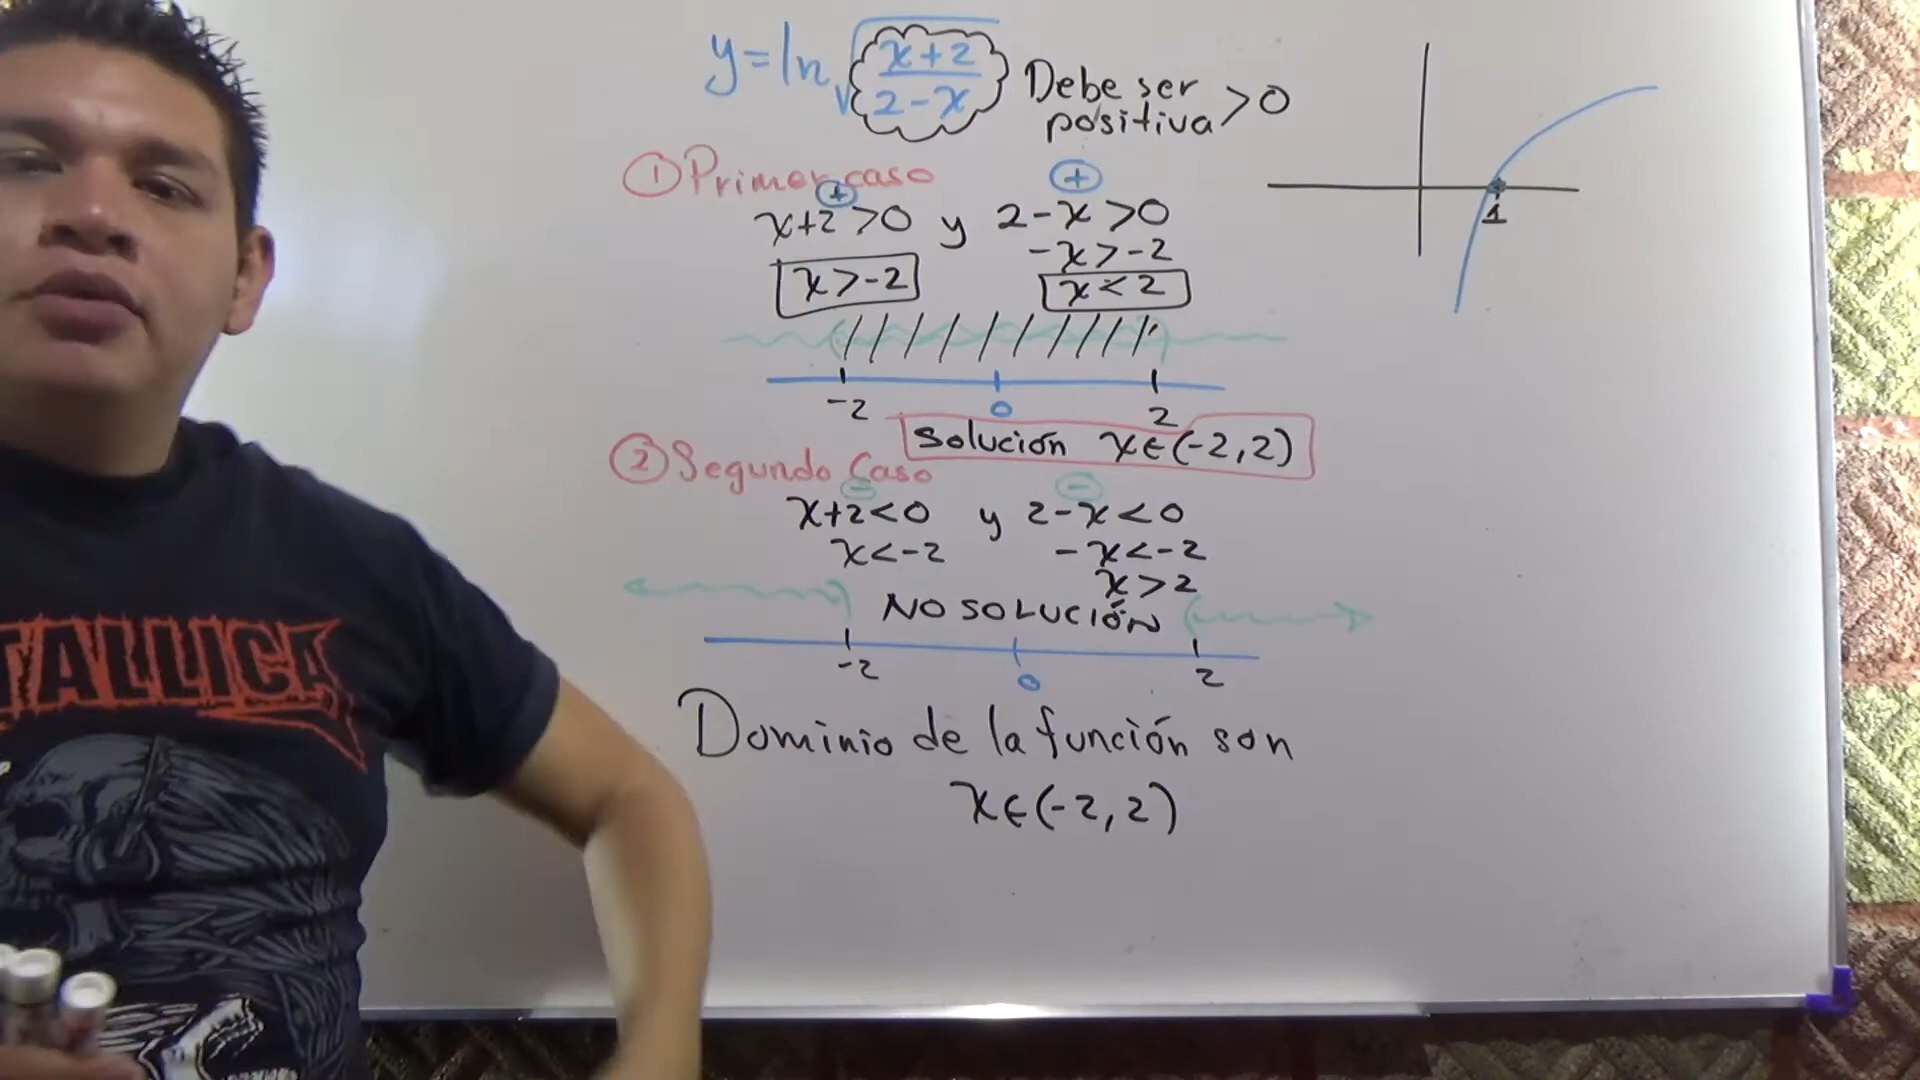 y = ln √(x+2 / 2-x) Debe ser positiva > 0
① Primer caso
+ +
x+2>0 y 2-x>0
-x>-2
x>-2 x<2
-2 0 2
Solución x∈(-2,2)
② Segundo Caso
- -
x+2<0 y 2-x<0
x<-2 -x<-2
x>2
NO SOLUCIÓN
-2 0 2
Dominio de la función son
x∈(-2,2)
1
TALLICA